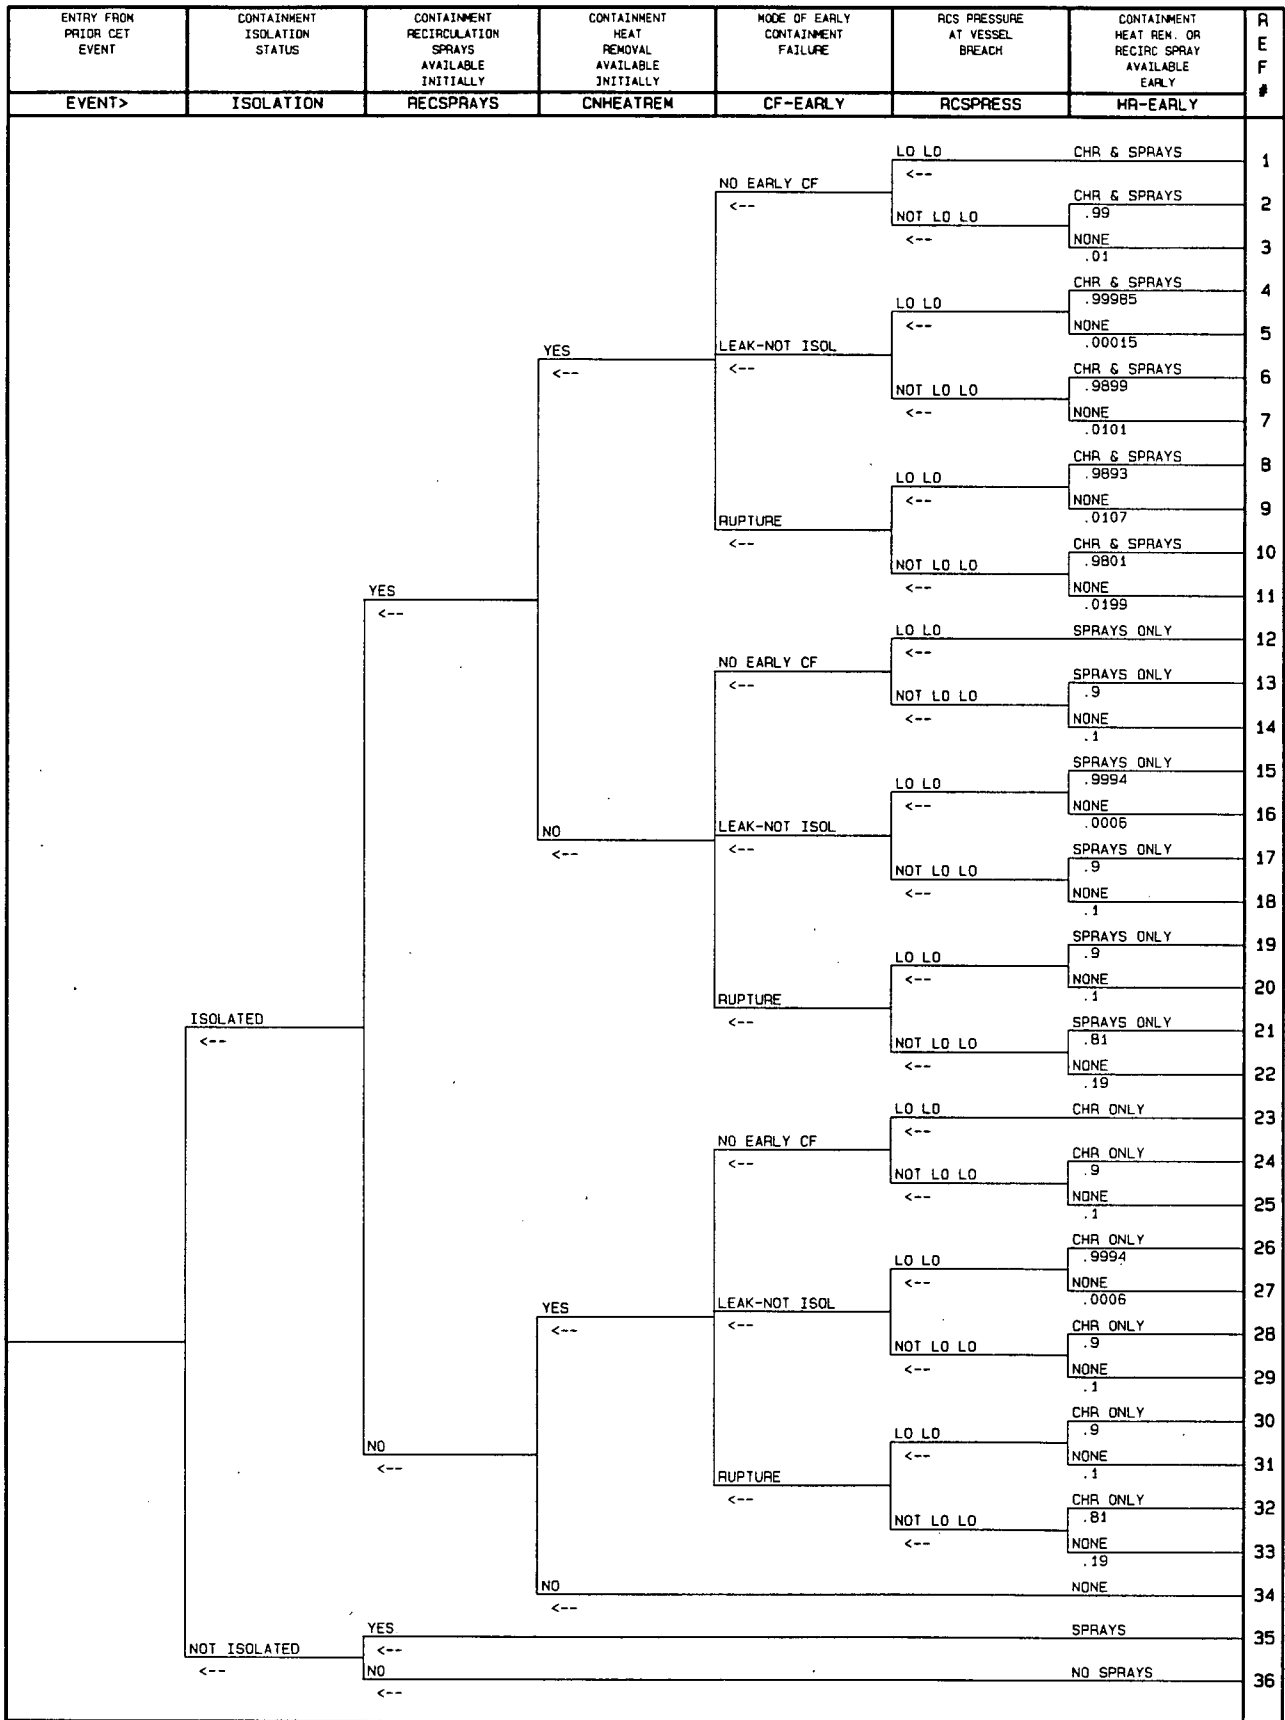 ENTRY FROM
PRIOR CET
EVENT
CONTAINMENT
ISOLATION
STATUS
CONTAINMENT
RECIRCULATION
SPRAYS
AVAILABLE
INITIALLY
CONTAINMENT
HEAT
REMOVAL
AVAILABLE
INITIALLY
MODE OF EARLY
CONTAINMENT
FAILURE
RCS PRESSURE
AT VESSEL
BREACH
CONTAINMENT
HEAT REM. OR
RECIRC SPRAY
AVAILABLE
EARLY
R
E
F
#
EVENT> ISOLATION RECSPRAYS CNHEATREM CF-EARLY RCSPRESS HR-EARLY
LO LO CHR & SPRAYS 1
<--
NO EARLY CF
<--
CHR & SPRAYS 2
.99
NOT LO LO
<--
NONE 3
.01
CHR & SPRAYS 4
.99985
LO LO
<--
NONE 5
.00015
YES
<--
LEAK-NOT ISOL
<--
CHR & SPRAYS 6
.9899
NOT LO LO
<--
NONE 7
.0101
CHR & SPRAYS 8
.9893
LO LO
<--
NONE 9
.0107
RUPTURE
<--
CHR & SPRAYS 10
.9801
NOT LO LO
<--
NONE 11
.0199
YES
<--
LO LO SPRAYS ONLY 12
<--
NO EARLY CF
<--
SPRAYS ONLY 13
.9
NOT LO LO
<--
NONE 14
.1
SPRAYS ONLY 15
.9994
LO LO
<--
NONE 16
.0006
NO
<--
LEAK-NOT ISOL
<--
SPRAYS ONLY 17
.9
NOT LO LO
<--
NONE 18
.1
SPRAYS ONLY 19
.9
LO LO
<--
NONE 20
.1
RUPTURE
<--
ISOLATED
<--
SPRAYS ONLY 21
.81
NOT LO LO
<--
NONE 22
.19
LO LO CHR ONLY 23
<--
NO EARLY CF
<--
CHR ONLY 24
.9
NOT LO LO
<--
NONE 25
.1
CHR ONLY 26
.9994
LO LO
<--
NONE 27
.0006
YES
<--
LEAK-NOT ISOL
<--
CHR ONLY 28
.9
NOT LO LO
<--
NONE 29
.1
CHR ONLY 30
.9
LO LO
<--
NONE 31
.1
NO
<--
RUPTURE
<--
CHR ONLY 32
.81
NOT LO LO
<--
NONE 33
.19
NO NONE 34
<--
YES SPRAYS 35
<--
NOT ISOLATED
<--
NO NO SPRAYS 36
<--